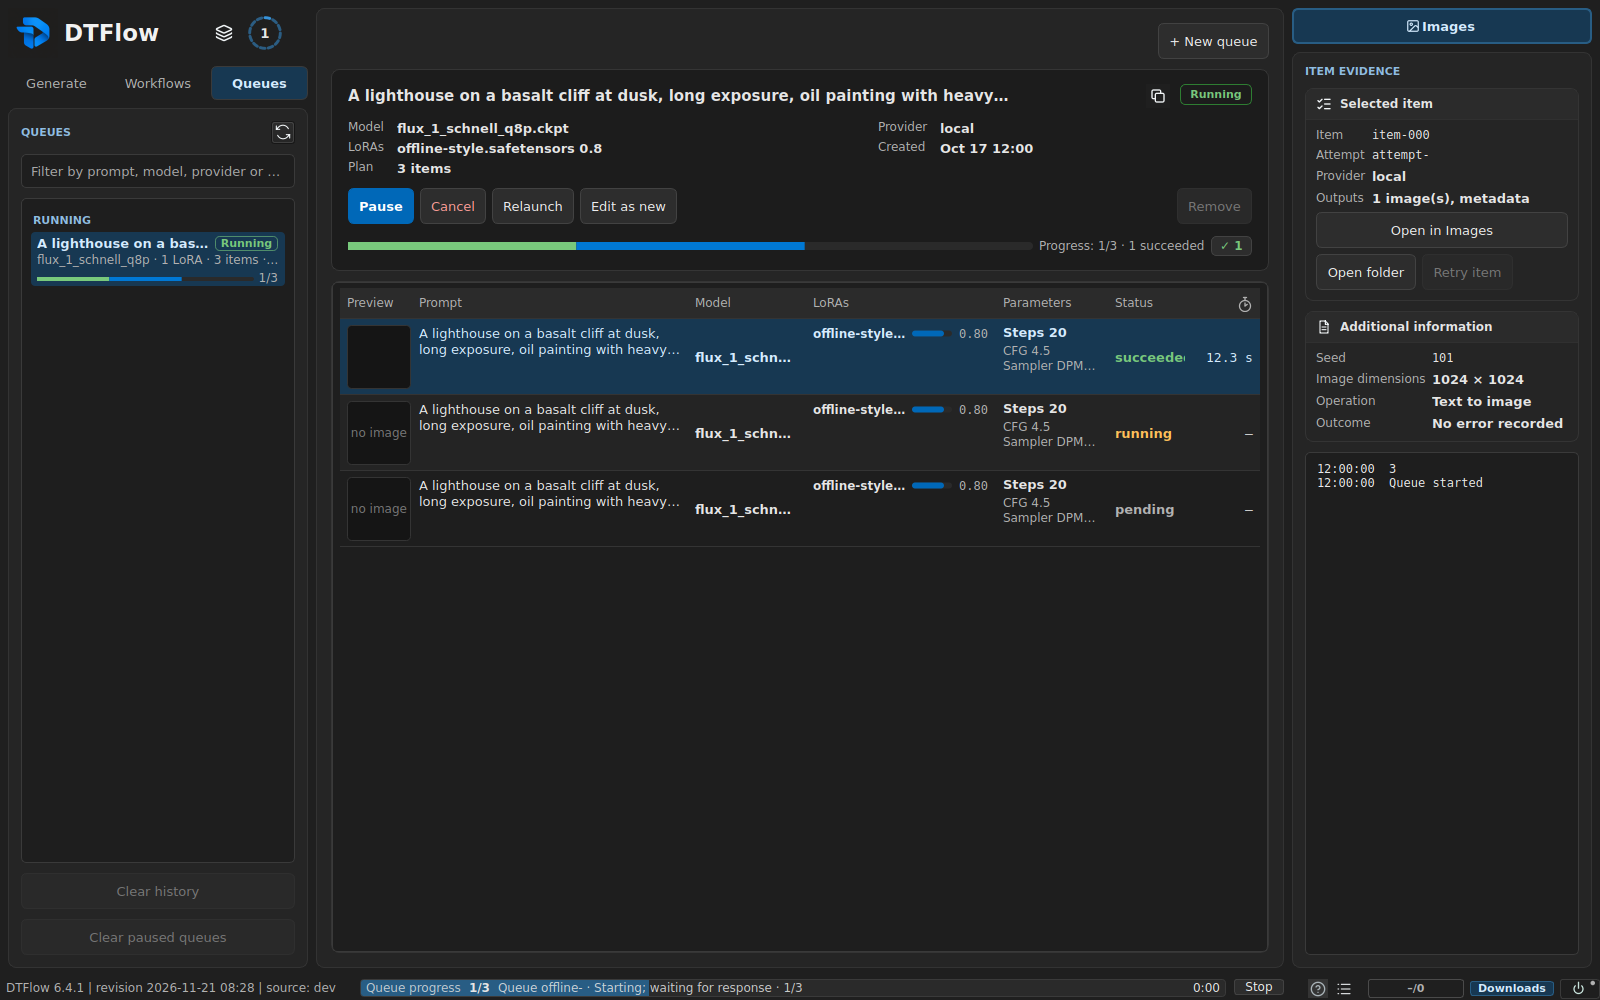 DTFlow
1
Generate Workflows Queues
QUEUES
Filter by prompt, model, provider or ...
RUNNING
A lighthouse on a bas... Running
flux_1_schnell_q8p · 1 LoRA · 3 items ·...
1/3
Clear history
Clear paused queues
+ New queue
A lighthouse on a basalt cliff at dusk, long exposure, oil painting with heavy... Running
Model flux_1_schnell_q8p.ckpt Provider local
LoRAs offline-style.safetensors 0.8 Created Oct 17 12:00
Plan 3 items
Pause Cancel Relaunch Edit as new Remove
Progress: 1/3 · 1 succeeded ✓ 1
Preview Prompt Model LoRAs Parameters Status
A lighthouse on a basalt cliff at dusk, long exposure, oil painting with heavy... flux_1_schn... offline-style... 0.80 Steps 20 CFG 4.5 Sampler DPM... succeeded 12.3 s
no image A lighthouse on a basalt cliff at dusk, long exposure, oil painting with heavy... flux_1_schn... offline-style... 0.80 Steps 20 CFG 4.5 Sampler DPM... running –
no image A lighthouse on a basalt cliff at dusk, long exposure, oil painting with heavy... flux_1_schn... offline-style... 0.80 Steps 20 CFG 4.5 Sampler DPM... pending –
Images
ITEM EVIDENCE
Selected item
Item item-000
Attempt attempt-
Provider local
Outputs 1 image(s), metadata
Open in Images
Open folder Retry item
Additional information
Seed 101
Image dimensions 1024 × 1024
Operation Text to image
Outcome No error recorded
12:00:00 3
12:00:00 Queue started
DTFlow 6.4.1 | revision 2026-11-21 08:28 | source: dev
Queue progress 1/3 Queue offline- · Starting; waiting for response · 1/3 0:00 Stop
–/0 Downloads